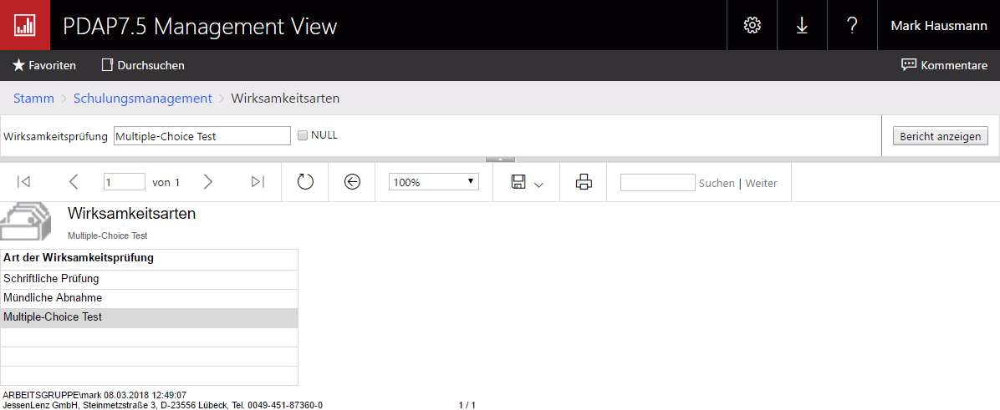 PDAP7.5 Management View
?
Mark Hausmann
Favoriten Durchsuchen Kommentare
Stamm > Schulungsmanagement > Wirksamkeitsarten
Wirksamkeitsprüfung Multiple-Choice Test NULL Bericht anzeigen
1 von 1 100% Suchen | Weiter
Wirksamkeitsarten
Multiple-Choice Test
Art der Wirksamkeitsprüfung
Schriftliche Prüfung
Mündliche Abnahme
Multiple-Choice Test
ARBEITSGRUPPE\mark 08.03.2018 12:49:07
JessenLenz GmbH, Steinmetzstraße 3, D-23556 Lübeck, Tel. 0049-451-87360-0 1 / 1